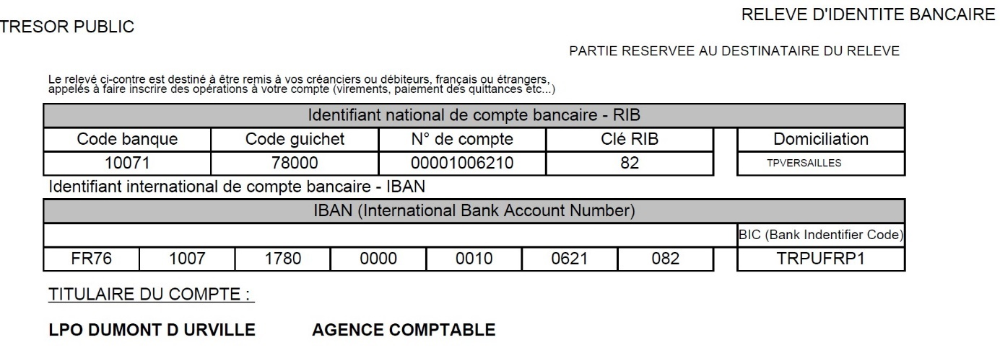 RELEVE D'IDENTITE BANCAIRE
TRESOR PUBLIC
PARTIE RESERVEE AU DESTINATAIRE DU RELEVE
Le relevé ci-contre est destiné à être remis à vos créanciers ou débiteurs, français ou étrangers,
appelés à faire inscrire des opérations à votre compte (virements, paiement des quittances etc...)
Identifiant national de compte bancaire - RIB
Code banque Code guichet N° de compte Clé RIB Domiciliation
10071 78000 00001006210 82 TPVERSAILLES
Identifiant international de compte bancaire - IBAN
IBAN (International Bank Account Number)
BIC (Bank Indentifier Code)
FR76 1007 1780 0000 0010 0621 082 TRPUFRP1
TITULAIRE DU COMPTE :
LPO DUMONT D URVILLE AGENCE COMPTABLE